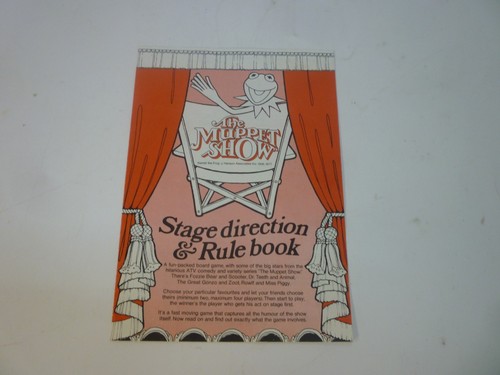 The
MUPPET
SHOW
Stage direction
& Rule book
A fun-packed board game, with some of the big stars from the
hilarious ATV comedy and variety series 'The Muppet Show'.
There's Fozzie Bear and Scooter, Dr. Teeth and Animal,
The Great Gonzo and Zoot, Rowlf and Miss Piggy.
Choose your particular favourites and let your friends choose
theirs (minimum two, maximum four players). Then start to play,
the winner's the player who gets his act on stage first.
It's a fast moving game that captures all the humour of the show
itself! Now read on and find out exactly what the game involves.